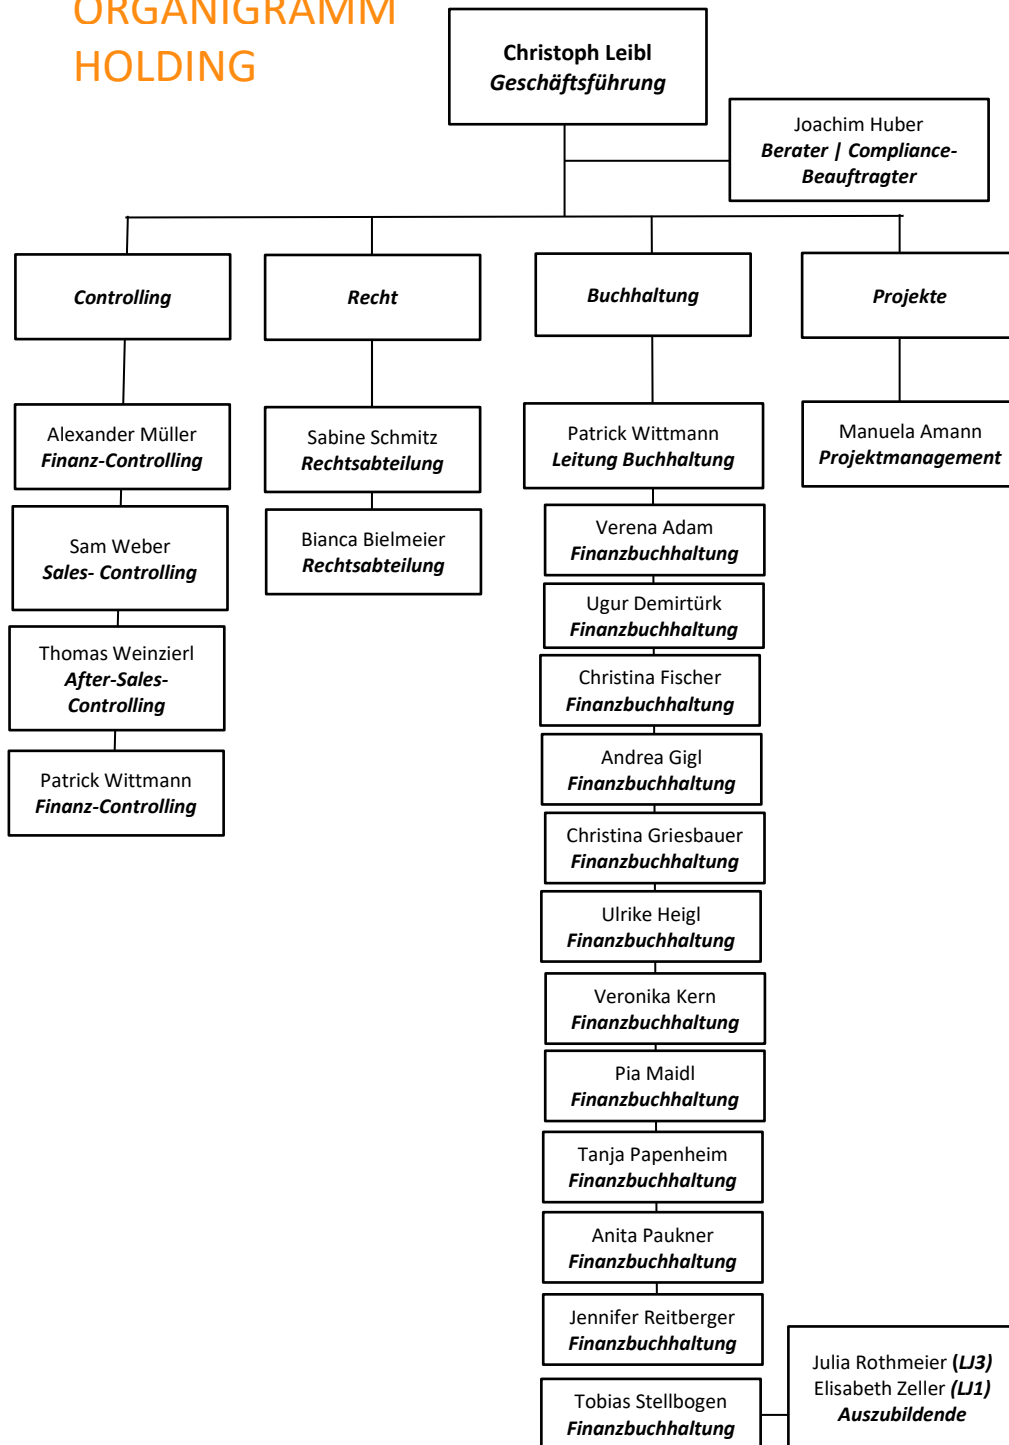 ORGANIGRAMM
HOLDING
Christoph Leibl
Geschäftsführung
Joachim Huber
Berater | Compliance-
Beauftragter
Controlling
Recht
Buchhaltung
Projekte
Alexander Müller
Finanz-Controlling
Sam Weber
Sales- Controlling
Thomas Weinzierl
After-Sales-
Controlling
Patrick Wittmann
Finanz-Controlling
Sabine Schmitz
Rechtsabteilung
Bianca Bielmeier
Rechtsabteilung
Patrick Wittmann
Leitung Buchhaltung
Verena Adam
Finanzbuchhaltung
Ugur Demirtürk
Finanzbuchhaltung
Christina Fischer
Finanzbuchhaltung
Andrea Gigl
Finanzbuchhaltung
Christina Griesbauer
Finanzbuchhaltung
Ulrike Heigl
Finanzbuchhaltung
Veronika Kern
Finanzbuchhaltung
Pia Maidl
Finanzbuchhaltung
Tanja Papenheim
Finanzbuchhaltung
Anita Paukner
Finanzbuchhaltung
Jennifer Reitberger
Finanzbuchhaltung
Tobias Stellbogen
Finanzbuchhaltung
Julia Rothmeier (LJ3)
Elisabeth Zeller (LJ1)
Auszubildende
Manuela Amann
Projektmanagement